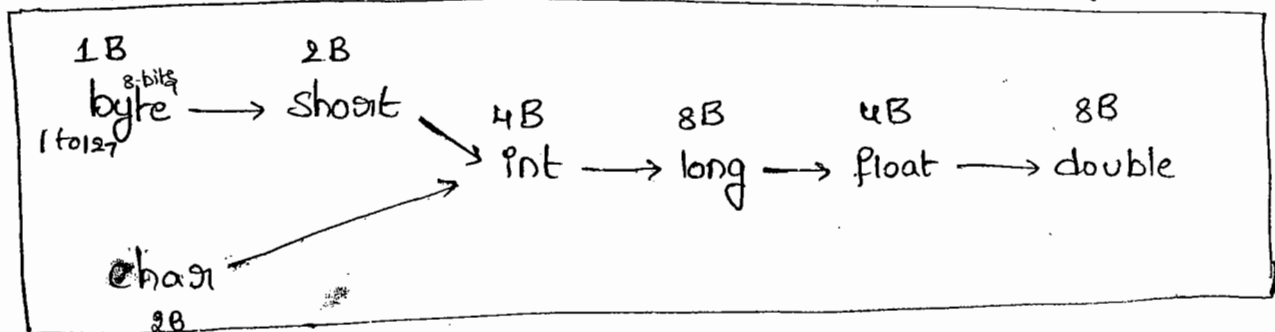 1B 2B
8-bits
byte → short 4B 8B 4B 8B
1 to 127 int → long → float → double
char
2B